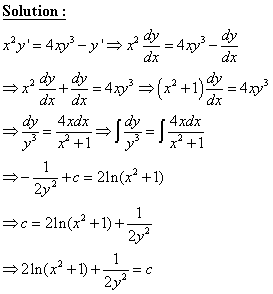 Solution :
x²y' = 4xy³ − y' ⇒ x² dy/dx = 4xy³ − dy/dx
⇒ x² dy/dx + dy/dx = 4xy³ ⇒ (x² + 1) dy/dx = 4xy³
⇒ dy/y³ = 4xdx/x² + 1 ⇒ ∫ dy/y³ = ∫ 4xdx/x² + 1
⇒ − 1/2y² + c = 2ln(x² + 1)
⇒ c = 2ln(x² + 1) + 1/2y²
⇒ 2ln(x² + 1) + 1/2y² = c